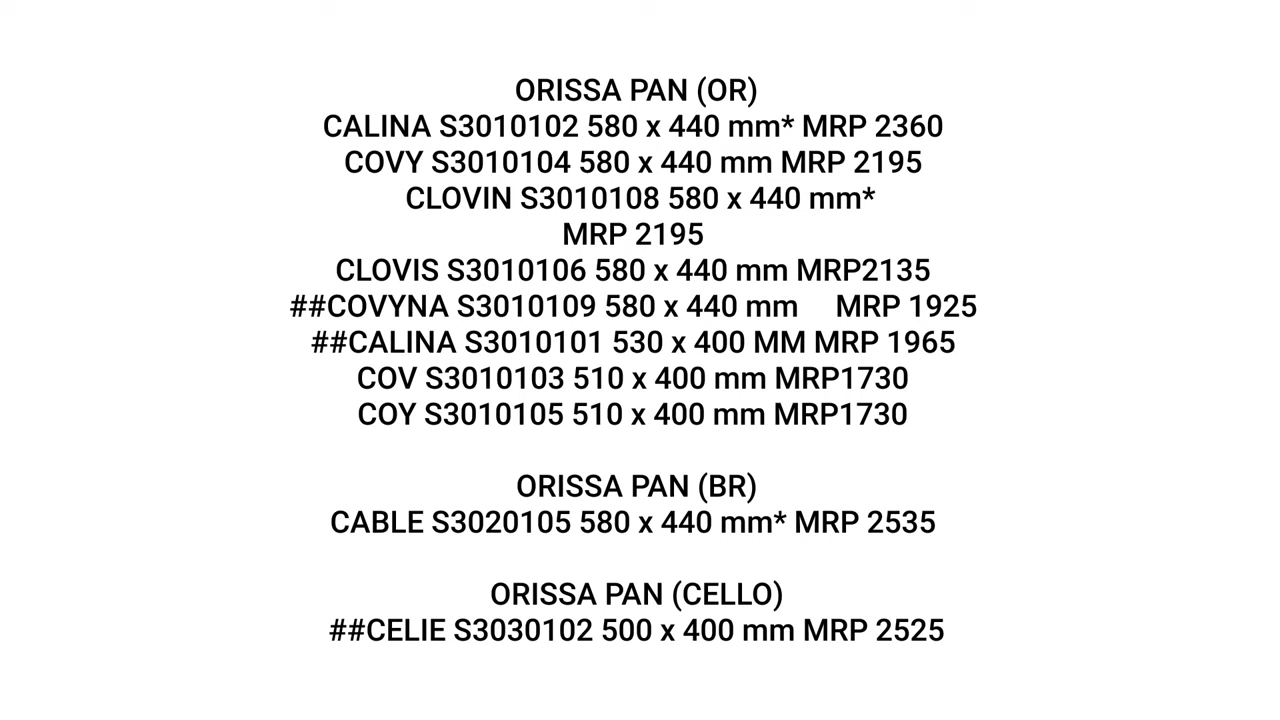 ORISSA PAN (OR)
CALINA S3010102 580 x 440 mm* MRP 2360
COVY S3010104 580 x 440 mm MRP 2195
CLOVIN S3010108 580 x 440 mm*
MRP 2195
CLOVIS S3010106 580 x 440 mm MRP2135
##COVYNA S3010109 580 x 440 mm     MRP 1925
##CALINA S3010101 530 x 400 MM MRP 1965
COV S3010103 510 x 400 mm MRP1730
COY S3010105 510 x 400 mm MRP1730
ORISSA PAN (BR)
CABLE S3020105 580 x 440 mm* MRP 2535
ORISSA PAN (CELLO)
##CELIE S3030102 500 x 400 mm MRP 2525